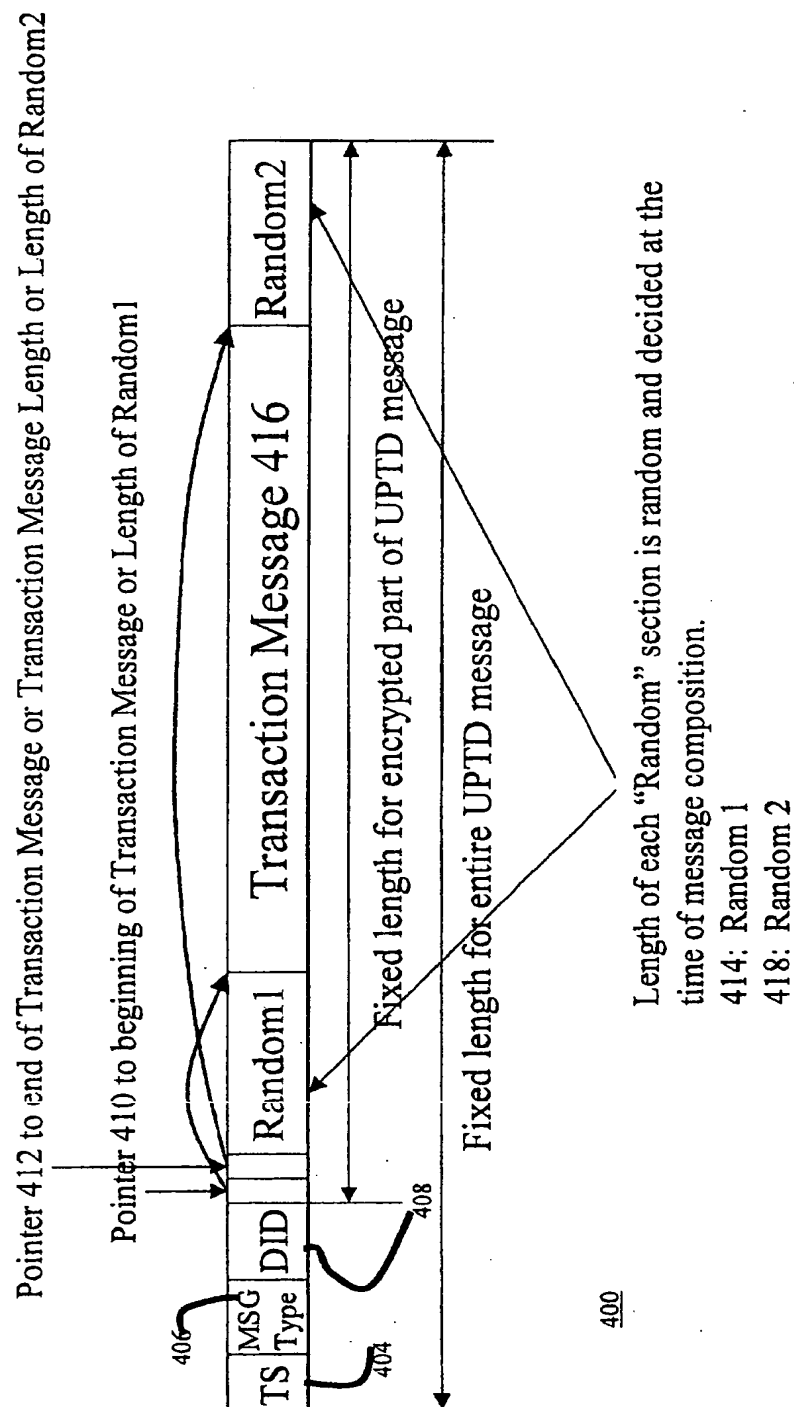 Pointer 412 to end of Transaction Message or Transaction Message Length or Length of Random2
Pointer 410 to beginning of Transaction Message or Length of Random1
406
TS
MSG
Type
DID
Random1
Transaction Message 416
Random2
404
408
Fixed length for encrypted part of UPTD message
Fixed length for entire UPTD message
400
Length of each “Random” section is random and decided at the
time of message composition.
414: Random 1
418: Random 2